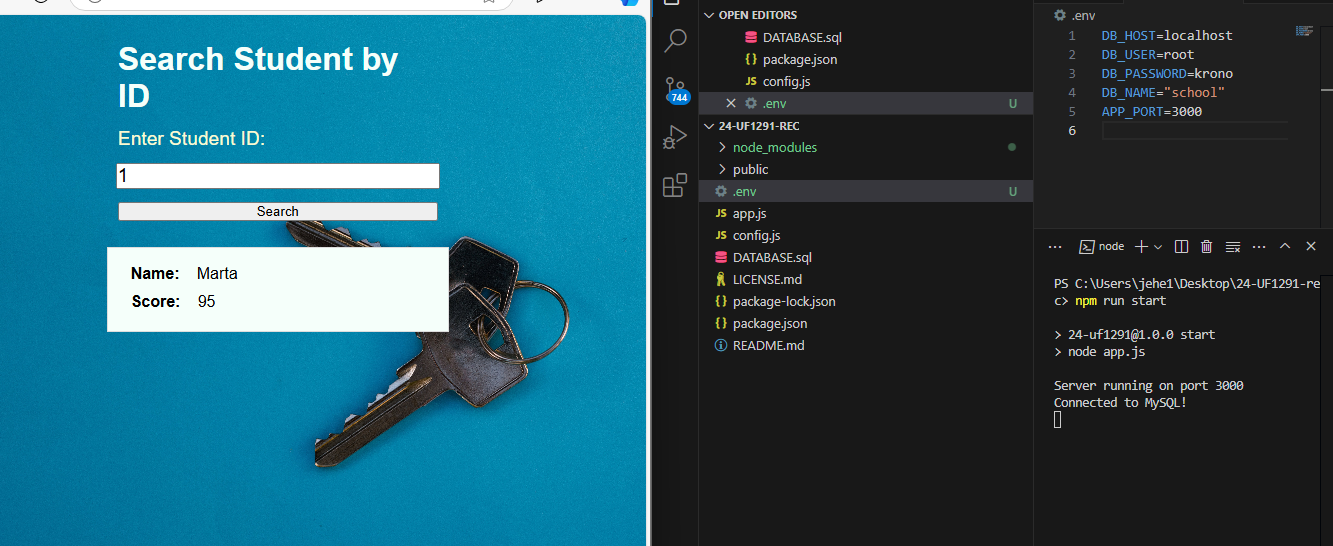 Search Student by
ID
Enter Student ID:
1
Search
Name: Marta
Score: 95
OPEN EDITORS
DATABASE.sql
package.json
config.js
.env U
24-UF1291-REC
node_modules
public
.env U
app.js
config.js
DATABASE.sql
LICENSE.md
package-lock.json
package.json
README.md
744
.env
1 DB_HOST=localhost
2 DB_USER=root
3 DB_PASSWORD=krono
4 DB_NAME="school"
5 APP_PORT=3000
6
node
PS C:\Users\jehe1\Desktop\24-UF1291-re
c> npm run start
> 24-uf1291@1.0.0 start
> node app.js
Server running on port 3000
Connected to MySQL!